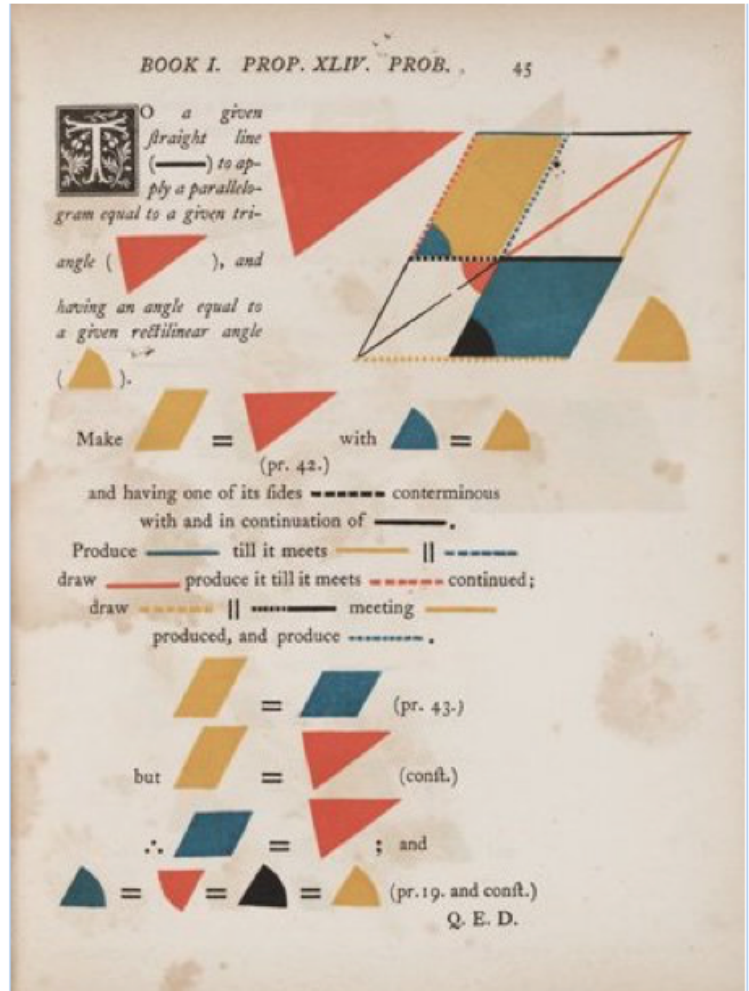 BOOK I. PROP. XLIV. PROB. 45
TO a given
ſtraight line
( ) to ap-
ply a parallelo-
gram equal to a given tri-
angle ( ), and
having an angle equal to
a given rectilinear angle
( ).
Make = with =
(pr. 42.)
and having one of its ſides conterminous
with and in continuation of .
Produce till it meets ||
draw produce it till it meets continued;
draw || meeting
produced, and produce .
= (pr. 43.)
but = (conſt.)
∴ = ; and
= = = (pr. 19. and conſt.)
Q. E. D.